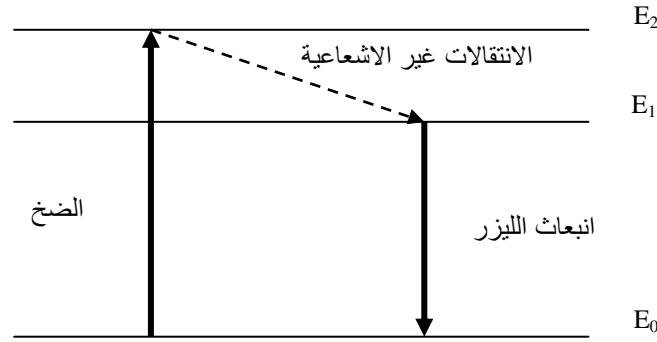 E₂
الانتقالات غير الاشعاعية
E₁
الضخ
انبعاث الليزر
E₀